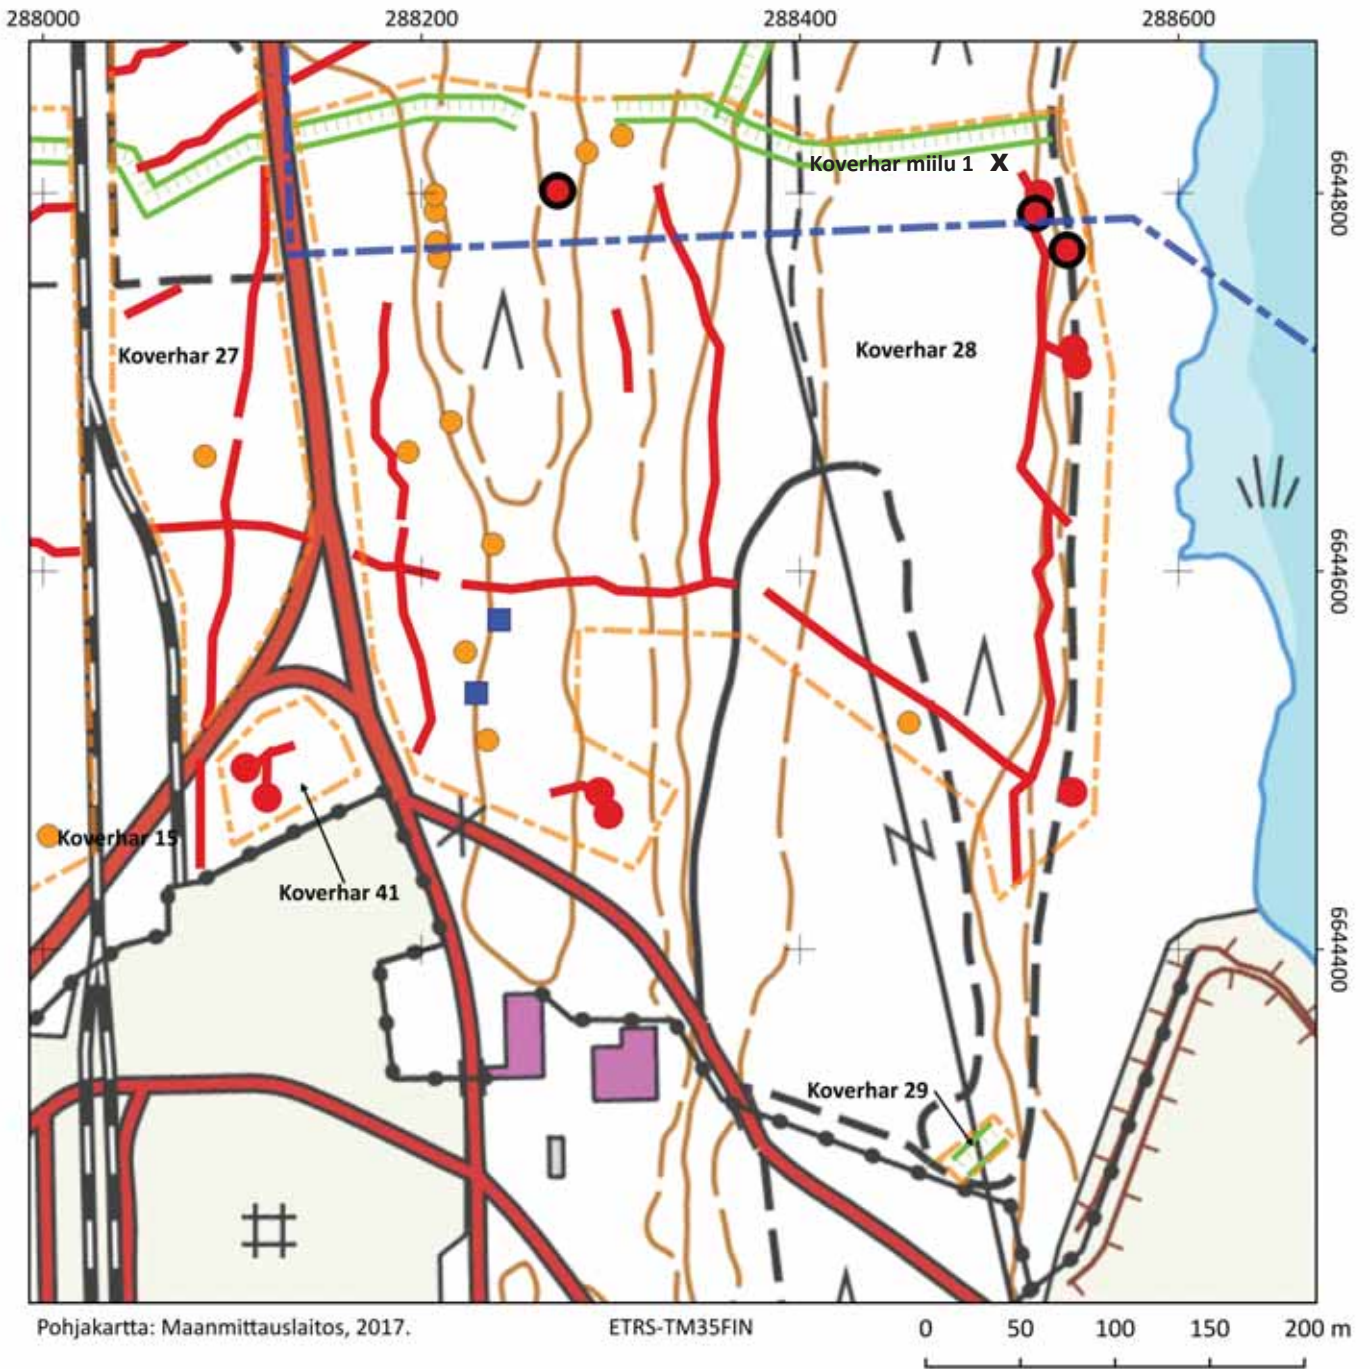 288000 288200 288400 288600
Koverhar miilu 1 x
6644800
Koverhar 27
Koverhar 28
6644600
Koverhar 15
Koverhar 41
6644400
Koverhar 29
Pohjakartta: Maanmittauslaitos, 2017. ETRS-TM35FIN 0 50 100 150 200 m